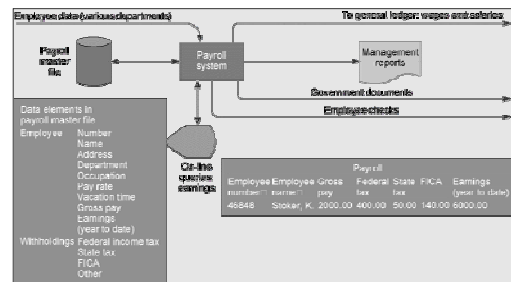 Employee data (various departments)
To general ledger: wages and salaries
Payroll
master
file
Payroll
system
Management
reports
Government documents
Employee checks
Data elements in
payroll master file
Employee Number
Name
Address
Department
Occupation
Pay rate
Vacation time
Gross pay
Earnings
(year to date)
Withholdings Federal income tax
State tax
FICA
Other
On-line
queries
earnings
Payroll
Employee Employee Gross Federal State FICA Earnings
number name pay tax tax (year to date)
46848 Stoker, K. 2000.00 400.00 50.00 140.00 6000.00